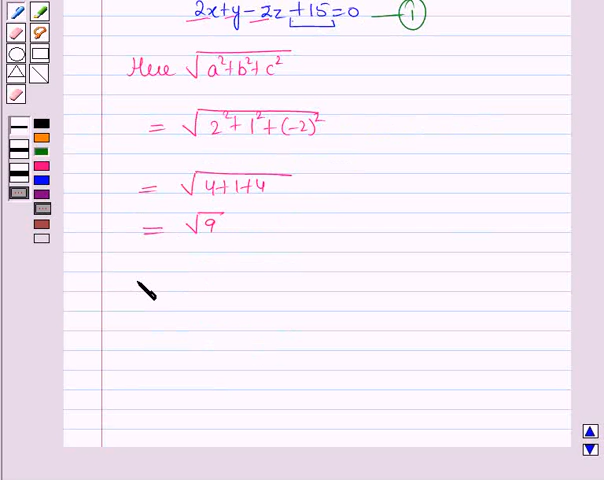 2x+y-2z+15=0 —①
Here √a²+b²+c²
= √2²+1²+(-2)²
= √4+1+4
= √9